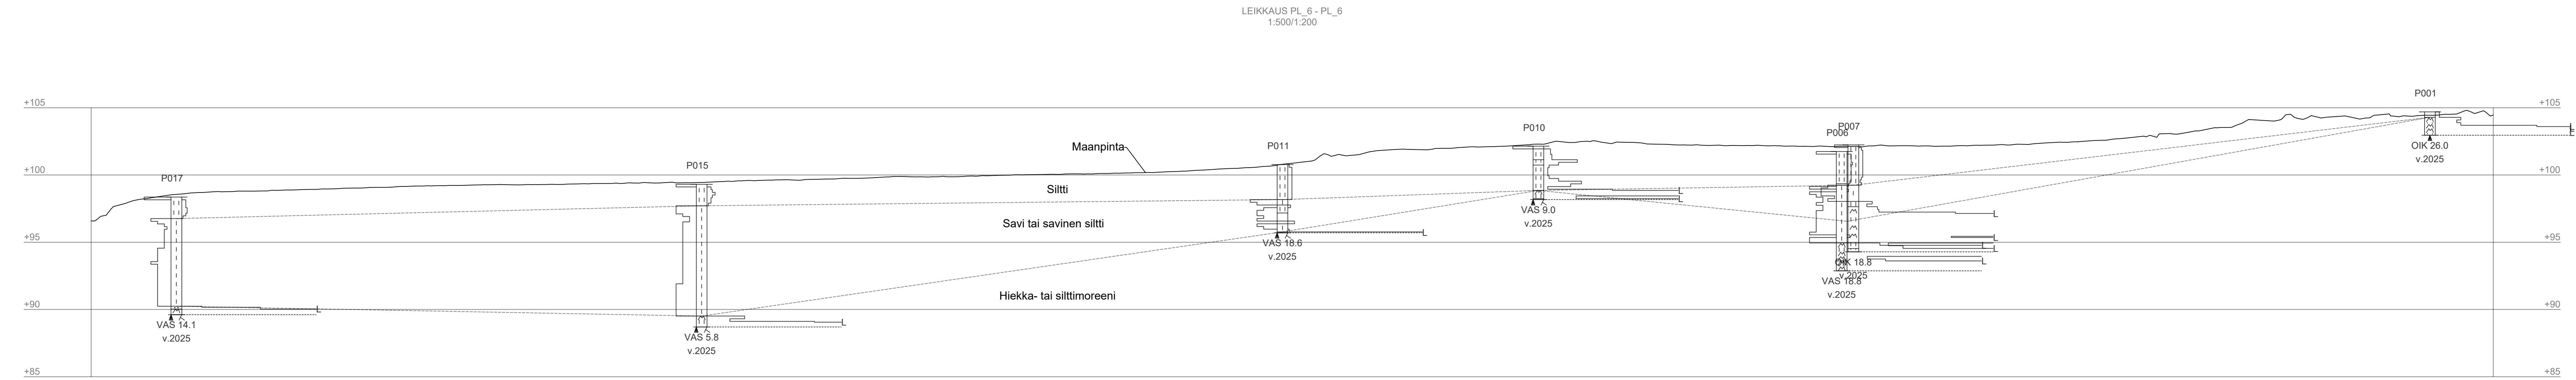 LEIKKAUS PL_6 - PL_6
1:500/1:200
+105
+105
P001
P007
P010
P006
P011
Maanpinta
OIK 26.0
v.2025
P015
+100
+100
P017
Siltti
VAS 9.0
v.2025
Savi tai savinen siltti
+95
+95
VAS 18.6
v.2025
OIK 18.8
v.2025
VAS 18.8
v.2025
Hiekka- tai silttimoreeni
+90
+90
VAS 14.1
v.2025
VAS 5.8
v.2025
+85
+85